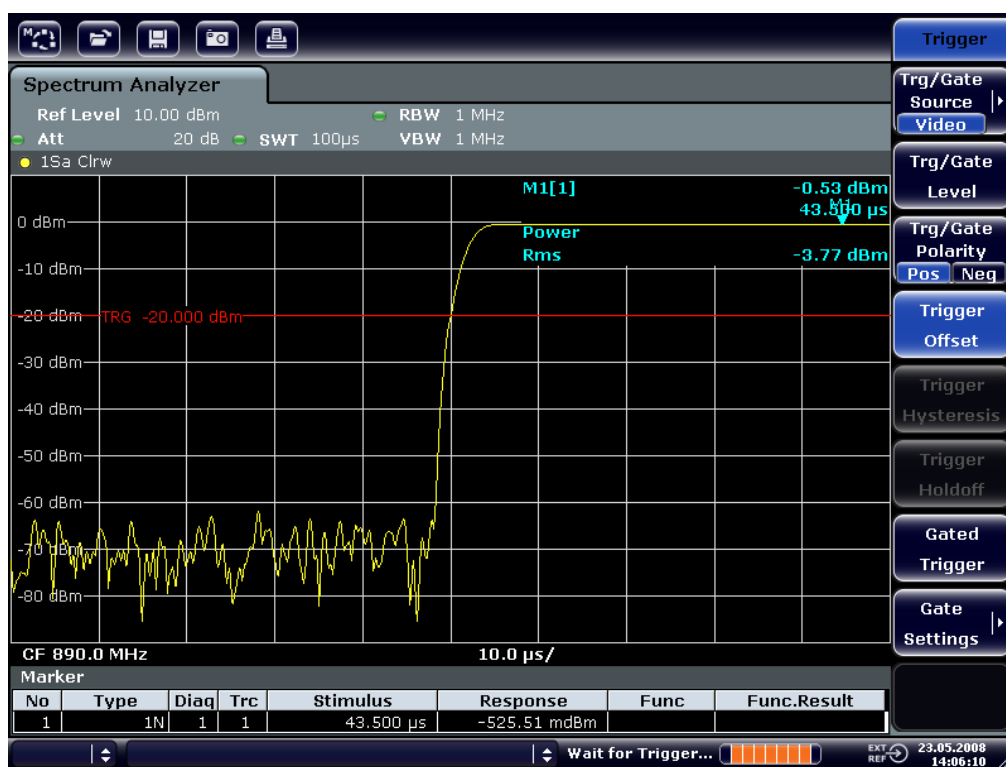 Trigger
Spectrum Analyzer
Ref Level 10.00 dBm RBW 1 MHz
Att 20 dB SWT 100µs VBW 1 MHz
1Sa Clrw
M1[1] -0.53 dBm
43.500 µs
M1
Power
Rms -3.77 dBm
0 dBm
-10 dBm
-20 dBm
TRG -20.000 dBm
-30 dBm
-40 dBm
-50 dBm
-60 dBm
-70 dBm
-80 dBm
CF 890.0 MHz 10.0 µs/
Marker
No Type Diag Trc Stimulus Response Func Func.Result
1 1N 1 1 43.500 µs -525.51 mdBm
Wait for Trigger...
EXT REF
23.05.2008
14:06:10
Trg/Gate
Source
Video
Trg/Gate
Level
Trg/Gate
Polarity
Pos Neg
Trigger
Offset
Trigger
Hysteresis
Trigger
Holdoff
Gated
Trigger
Gate
Settings